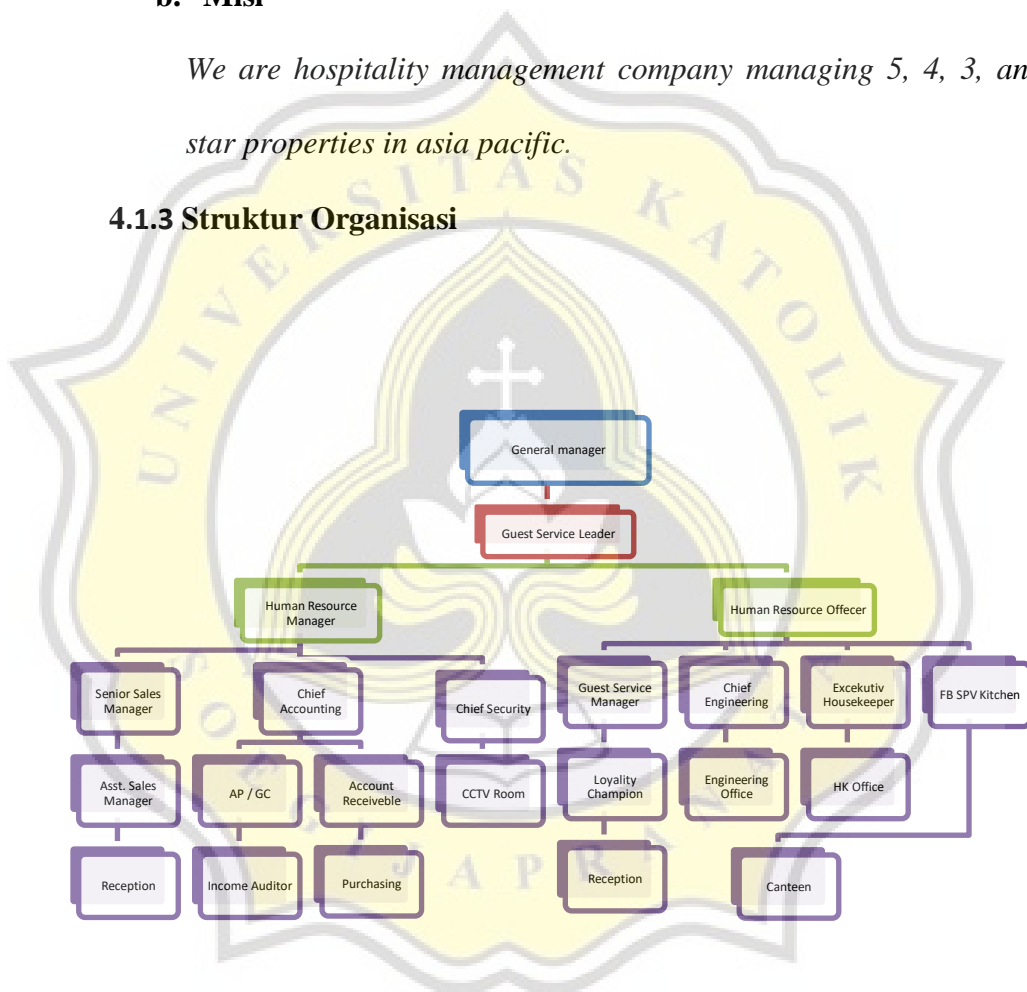 b. Misi
We are hospitality management company managing 5, 4, 3, an
star properties in asia pacific.
4.1.3 Struktur Organisasi
UNIVERSITAS KATOLIK
General manager
Guest Service Leader
Human Resource
Manager
Human Resource Offecer
Senior Sales
Manager
Chief
Accounting
Chief Security
Guest Service
Manager
Chief
Engineering
Excekutiv
Housekeeper
FB SPV Kitchen
Asst. Sales
Manager
AP / GC
Account
Receiveble
CCTV Room
Loyality
Champion
Engineering
Office
HK Office
Reception
Income Auditor
Purchasing
Reception
Canteen
SOEGIJAPRANATA